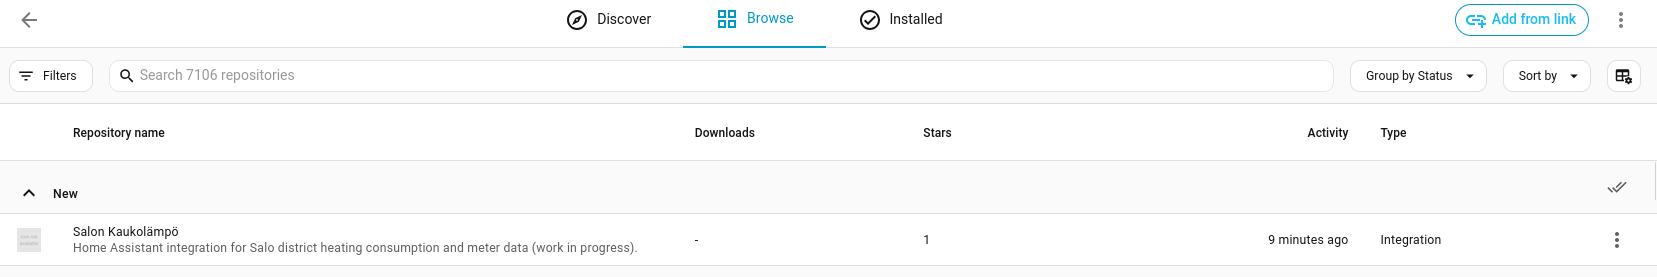 Discover
Browse
Installed
Add from link
Filters
Search 7106 repositories
Group by Status
Sort by
Repository name Downloads Stars Activity Type
New
Salon Kaukolämpö
Home Assistant integration for Salo district heating consumption and meter data (work in progress).
- 1 9 minutes ago Integration